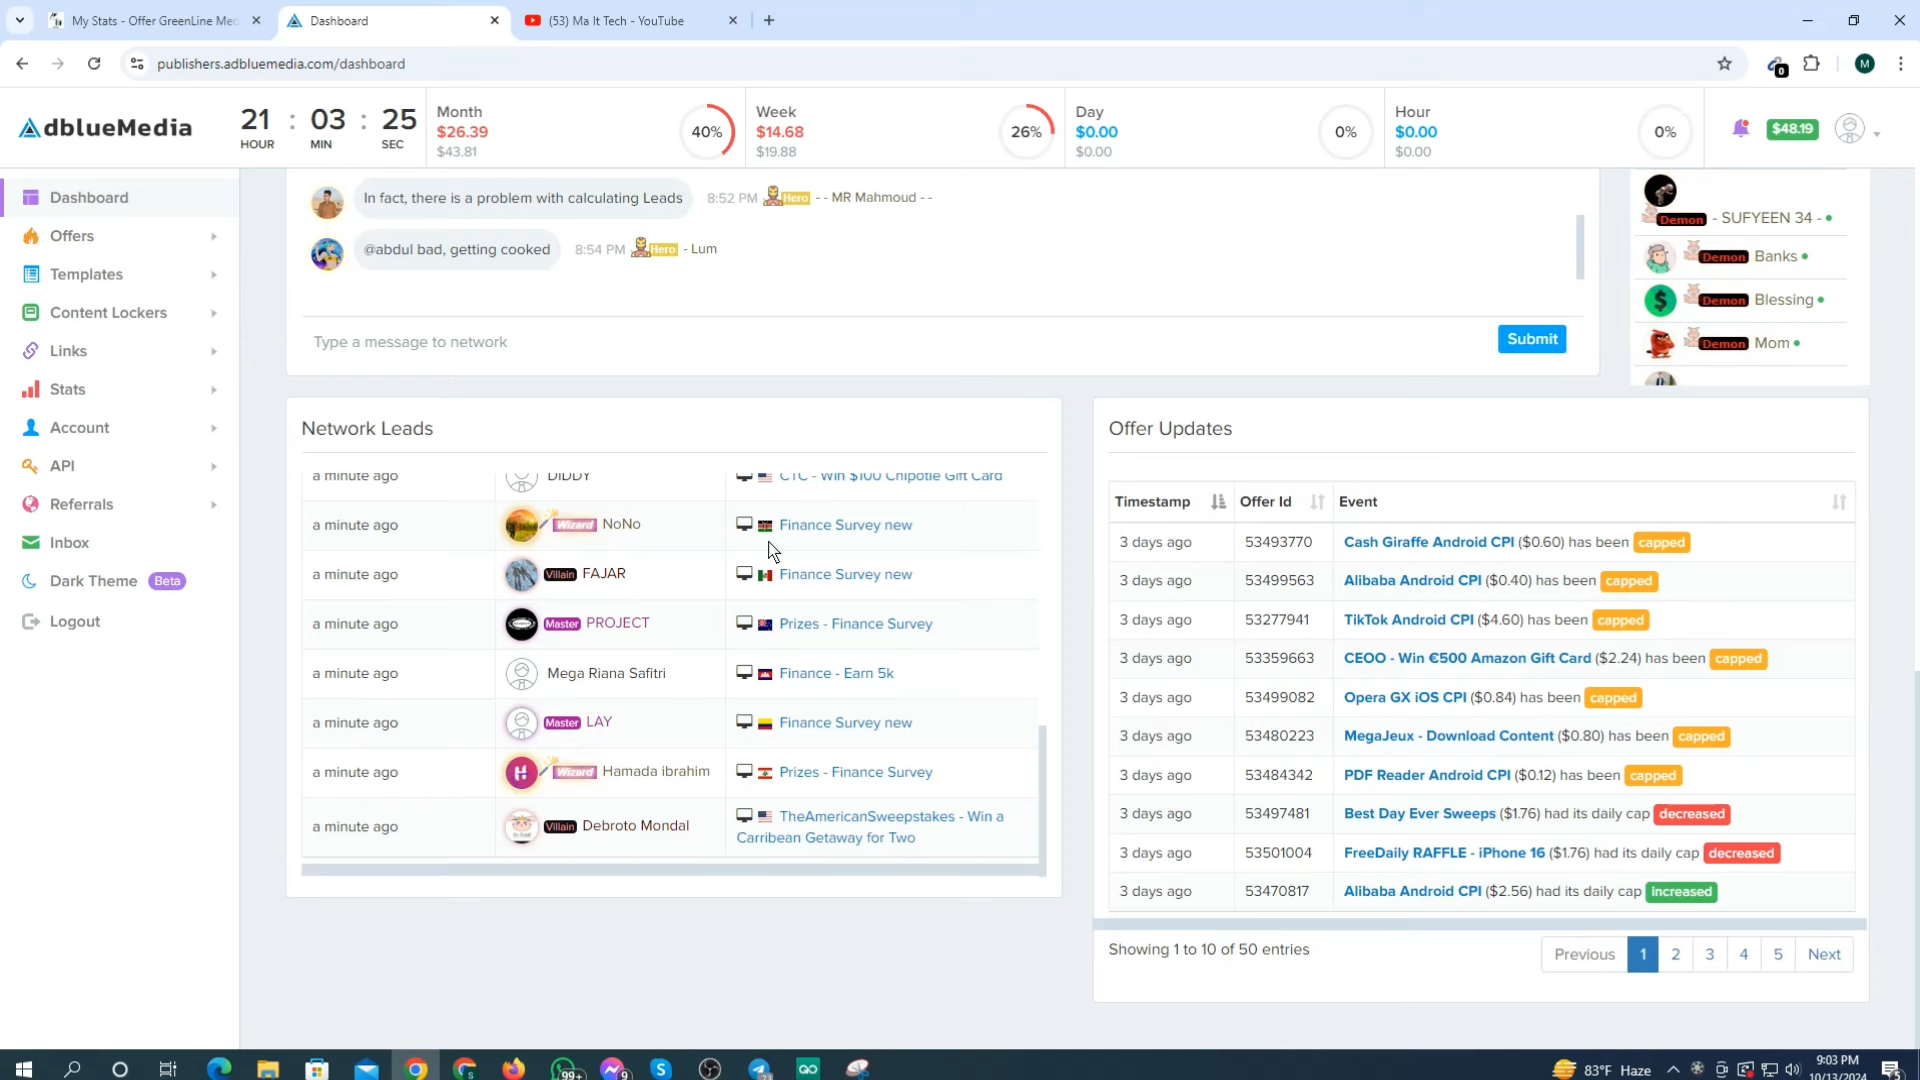 My Stats - Offer GreenLine Med
Dashboard
(53) Ma It Tech - YouTube
publishers.adbluemedia.com/dashboard
0
M
dblueMedia
21 : 03 : 25
HOUR MIN SEC
Month
$26.39
$43.81
40%
Week
$14.68
$19.88
26%
Day
$0.00
$0.00
0%
Hour
$0.00
$0.00
0%
$48.19
Dashboard
Offers
Templates
Content Lockers
Links
Stats
Account
API
Referrals
Inbox
Dark Theme Beta
Logout
In fact, there is a problem with calculating Leads 8:52 PM Hero - - MR Mahmoud - -
@abdul bad, getting cooked 8:54 PM Hero - Lum
Type a message to network
Submit
Demon - SUFYEEN 34 -
Demon Banks
Demon Blessing
Demon Mom
Network Leads
a minute ago DIDDY CTC - Win $100 Chipotle Gift Card
a minute ago Wizard NoNo Finance Survey new
a minute ago Villain FAJAR Finance Survey new
a minute ago Master PROJECT Prizes - Finance Survey
a minute ago Mega Riana Safitri Finance - Earn 5k
a minute ago Master LAY Finance Survey new
a minute ago H Wizard Hamada ibrahim Prizes - Finance Survey
a minute ago Villain Debroto Mondal TheAmericanSweepstakes - Win a
Carribean Getaway for Two
Offer Updates
Timestamp Offer Id Event
3 days ago 53493770 Cash Giraffe Android CPI ($0.60) has been capped
3 days ago 53499563 Alibaba Android CPI ($0.40) has been capped
3 days ago 53277941 TikTok Android CPI ($4.60) has been capped
3 days ago 53359663 CEOO - Win €500 Amazon Gift Card ($2.24) has been capped
3 days ago 53499082 Opera GX iOS CPI ($0.84) has been capped
3 days ago 53480223 MegaJeux - Download Content ($0.80) has been capped
3 days ago 53484342 PDF Reader Android CPI ($0.12) has been capped
3 days ago 53497481 Best Day Ever Sweeps ($1.76) had its daily cap decreased
3 days ago 53501004 FreeDaily RAFFLE - iPhone 16 ($1.76) had its daily cap decreased
3 days ago 53470817 Alibaba Android CPI ($2.56) had its daily cap increased
Showing 1 to 10 of 50 entries
Previous 1 2 3 4 5 Next
99+
9
83°F Haze
9:03 PM
10/13/2024
5